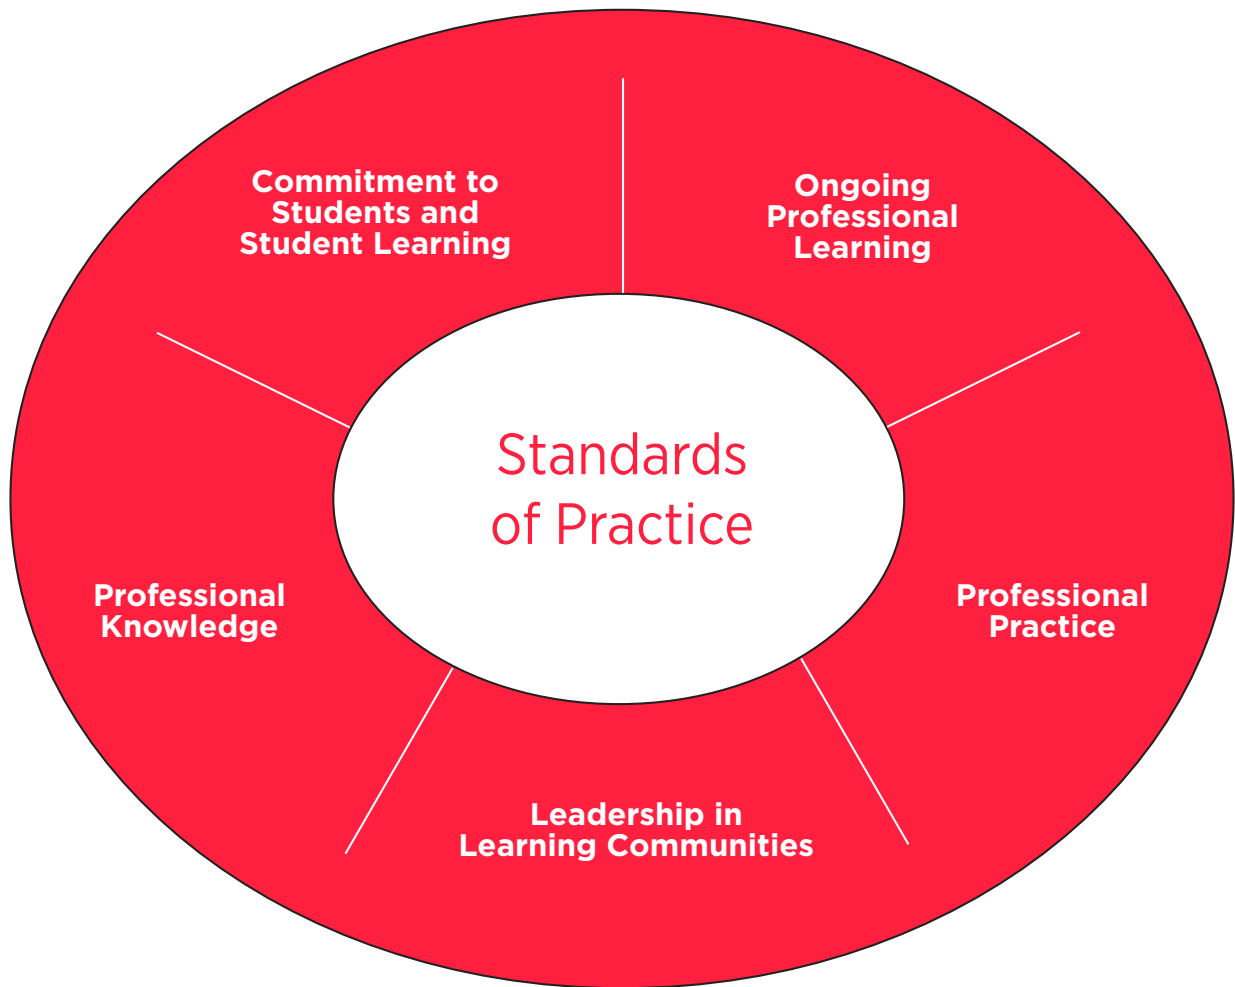 Commitment to
Students and
Student Learning
Ongoing
Professional
Learning
Standards
of Practice
Professional
Knowledge
Professional
Practice
Leadership in
Learning Communities